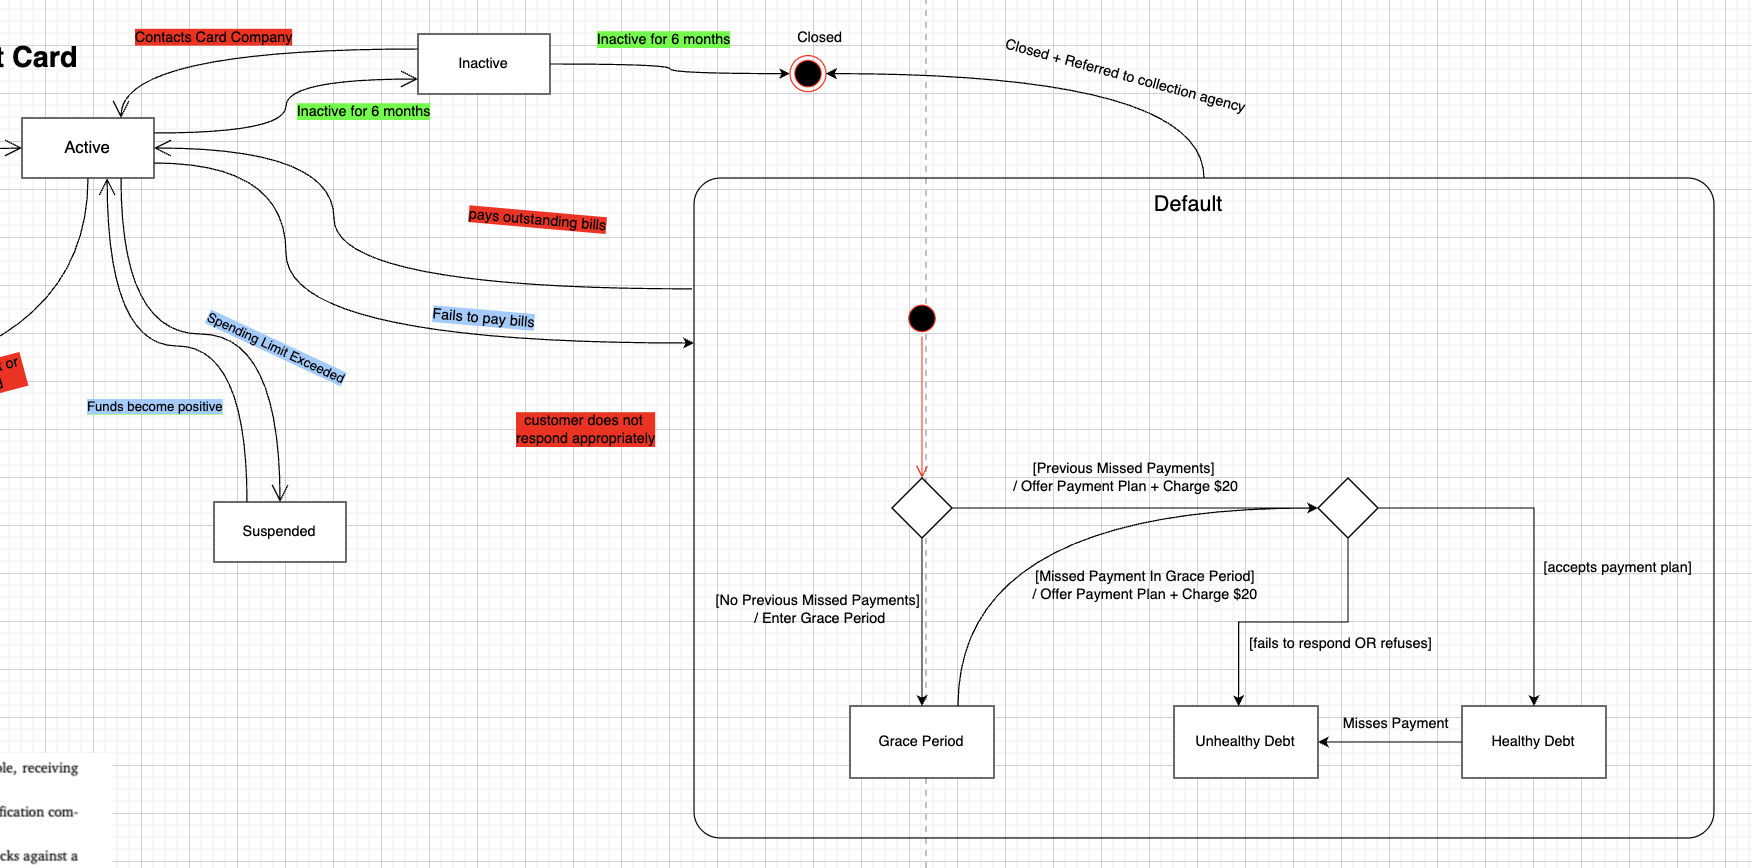 t Card
Contacts Card Company
Inactive
Inactive for 6 months
Closed
Closed + Referred to collection agency
Inactive for 6 months
Active
Default
pays outstanding bills
Fails to pay bills
Spending Limit Exceeded
or
Funds become positive
customer does not
respond appropriately
Suspended
[Previous Missed Payments]
/ Offer Payment Plan + Charge $20
[accepts payment plan]
[Missed Payment In Grace Period]
/ Offer Payment Plan + Charge $20
[No Previous Missed Payments]
/ Enter Grace Period
[fails to respond OR refuses]
Misses Payment
Grace Period
Unhealthy Debt
Healthy Debt
ole, receiving
fication com-
cks against a